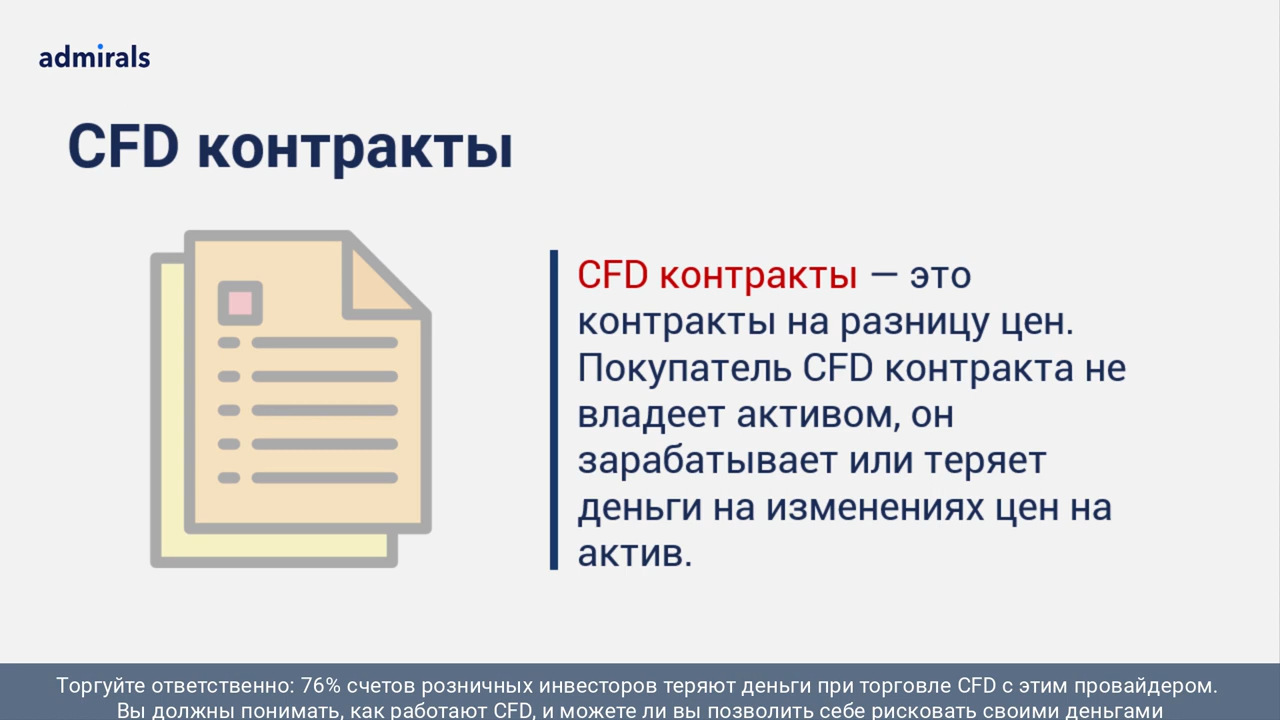 admirals
CFD контракты
CFD контракты — это
контракты на разницу цен.
Покупатель CFD контракта не
владеет активом, он
зарабатывает или теряет
деньги на изменениях цен на
актив.
Торгуйте ответственно: 76% счетов розничных инвесторов теряют деньги при торговле CFD с этим провайдером.
Вы должны понимать, как работают CFD, и можете ли вы позволить себе рисковать своими деньгами